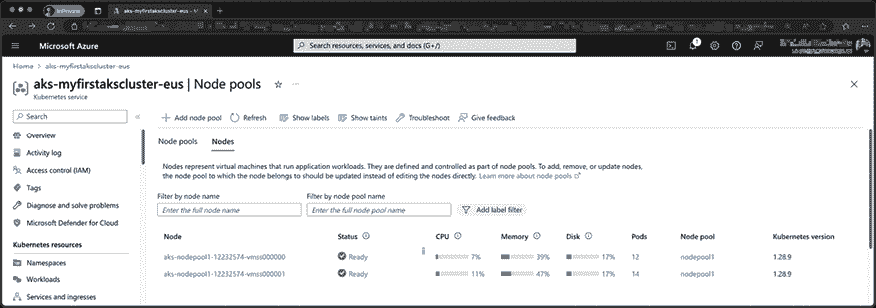 InPrivate
aks-myfirstakscluster-eus -
Microsoft Azure
Search resources, services, and docs (G+/)
1
Home > aks-myfirstakscluster-eus
aks-myfirstakscluster-eus | Node pools
Kubernetes service
Search
Add node pool Refresh Show labels Show taints Troubleshoot Give feedback
Overview
Activity log
Access control (IAM)
Tags
Diagnose and solve problems
Microsoft Defender for Cloud
Kubernetes resources
Namespaces
Workloads
Services and ingresses
Node pools Nodes
Nodes represent virtual machines that run application workloads. They are defined and controlled as part of node pools. To add, remove, or update nodes,
the node pool to which the node belongs to should be updated instead of editing the nodes directly. Learn more about node pools
Filter by node name Filter by node pool name
Enter the full node name Enter the full node pool name Add label filter
Node Status CPU Memory Disk Pods Node pool Kubernetes version
aks-nodepool1-12232574-vmss000000 Ready 7% 39% 17% 12 nodepool1 1.28.9
aks-nodepool1-12232574-vmss000001 Ready 11% 47% 17% 14 nodepool1 1.28.9